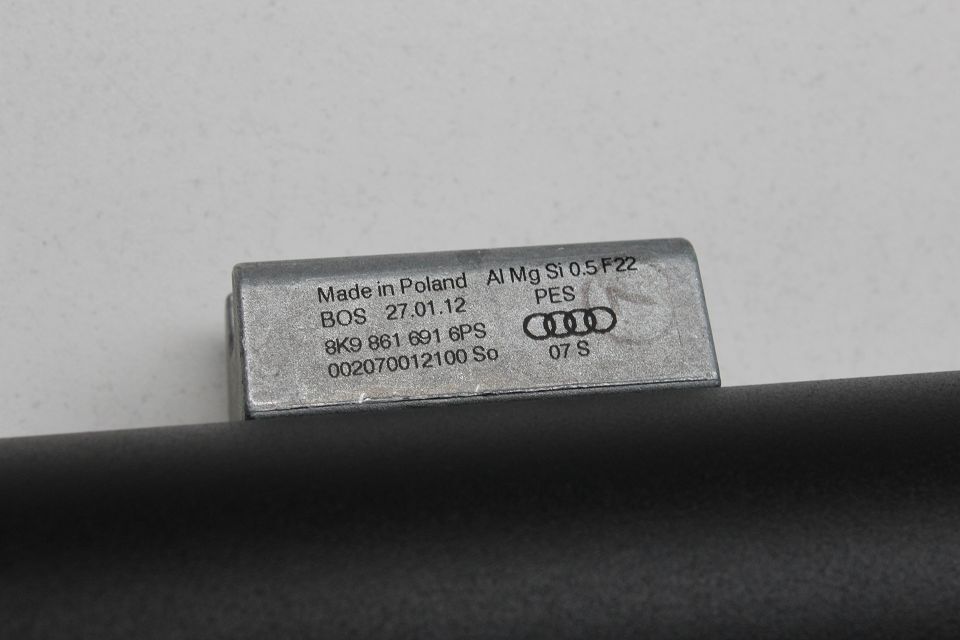 Made in Poland Al Mg Si 0.5 F22
BOS 27.01.12 PES
8K9 861 691 6PS
002070012100 So 07 S